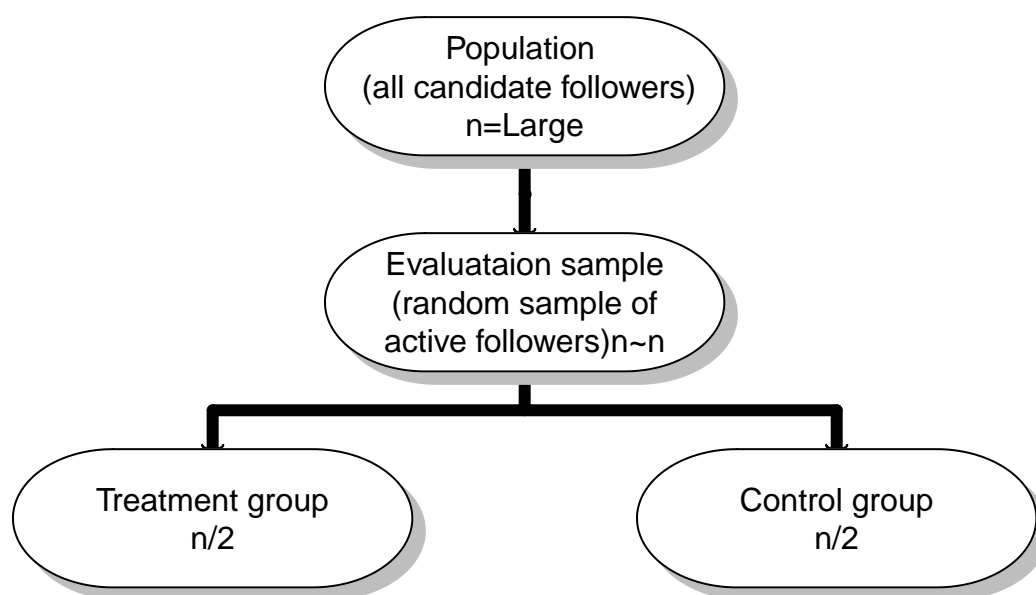 Population
(all candidate followers)
n=Large
Evaluataion sample
(random sample of
active followers)n~n
Treatment group
n/2
Control group
n/2